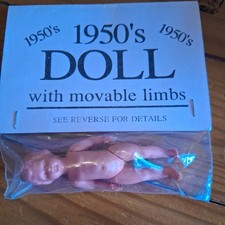 1950's 1950's 1950's
DOLL
with movable limbs
SEE REVERSE FOR DETAILS